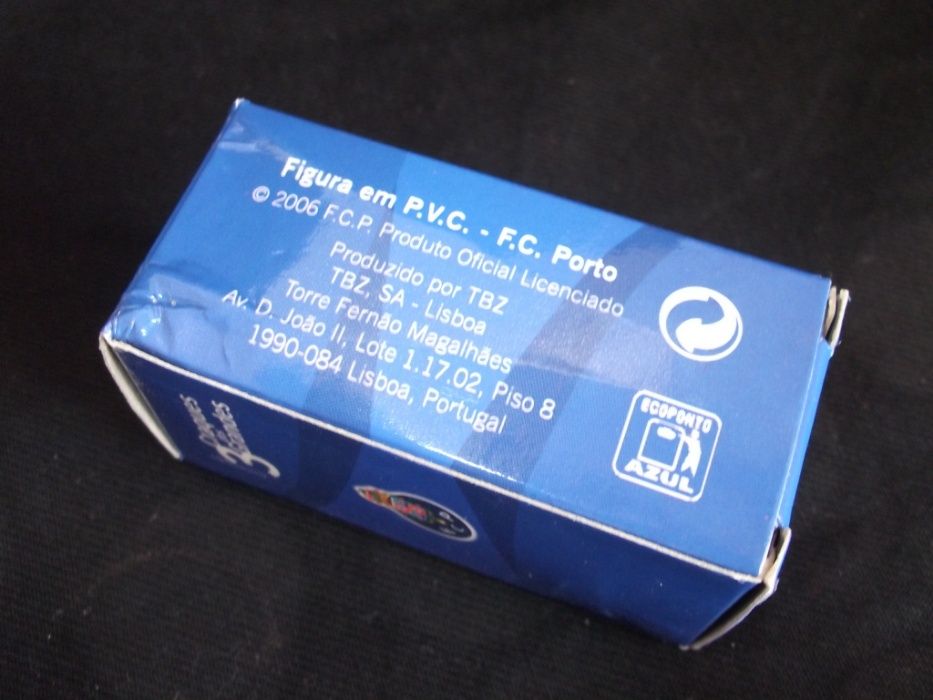 Figura em P.V.C. - F.C. Porto
© 2006 F.C.P. Produto Oficial Licenciado
Produzido por TBZ
TBZ, SA - Lisboa
Torre Fernão Magalhães
Av. D. João II, Lote 1.17.02, Piso 8
1990-084 Lisboa, Portugal
ECOPONTO
AZUL
3